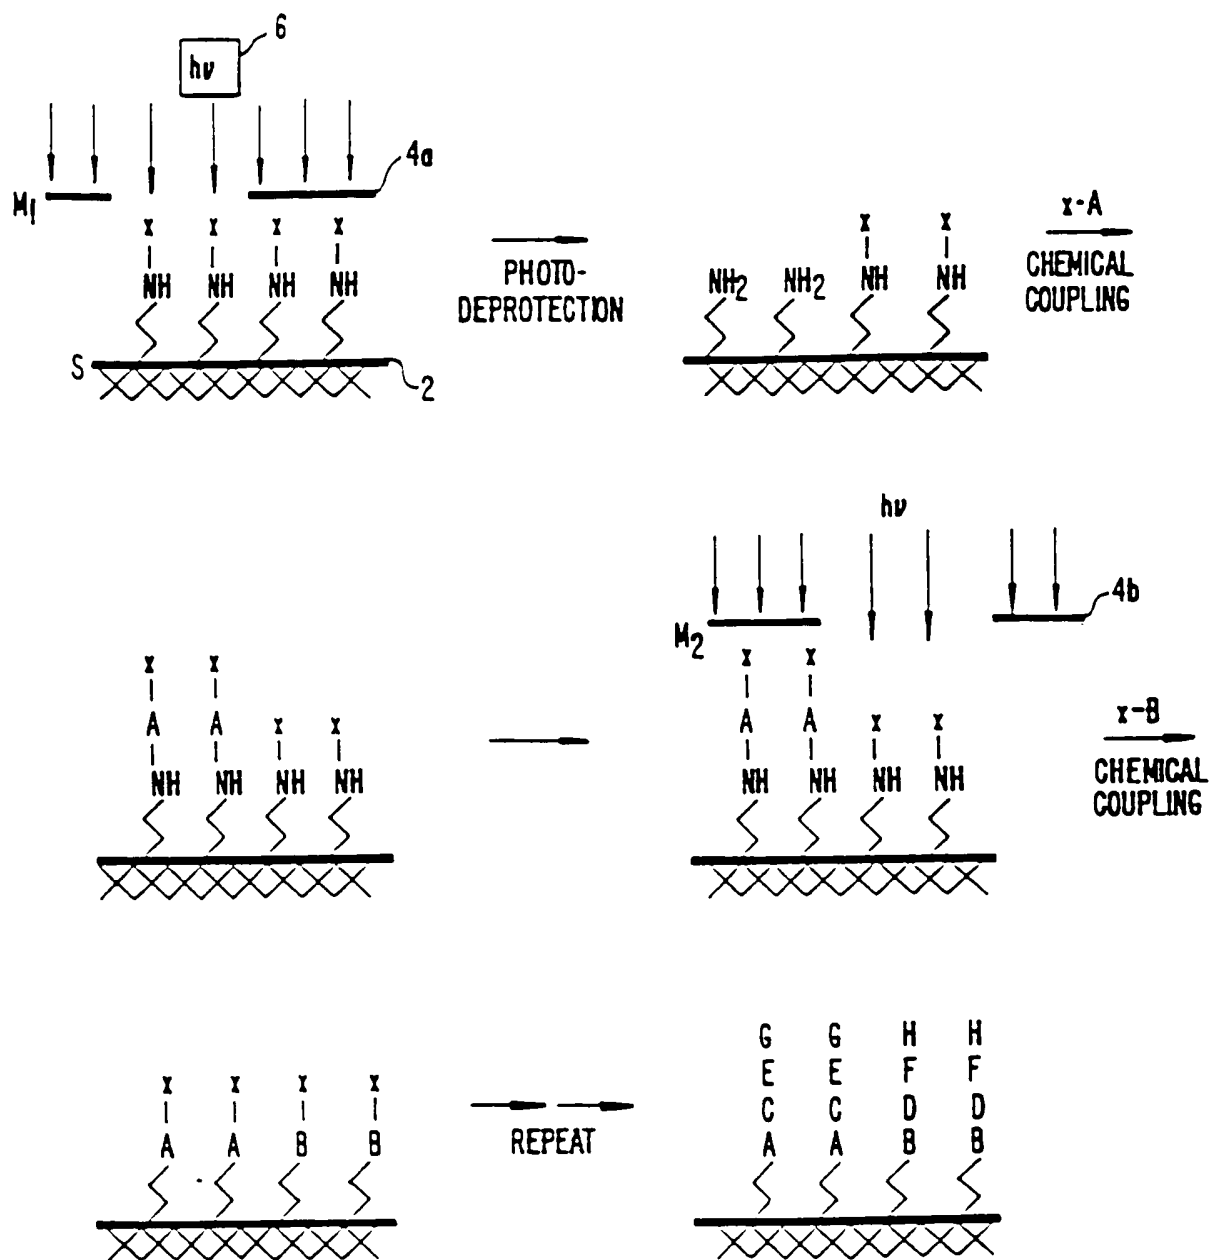 6
hν
4a
M1
x x x x
NH NH NH NH
S
2
PHOTO-
DEPROTECTION
x x
NH2 NH2 NH NH
x-A
CHEMICAL
COUPLING
x x
A A x x
NH NH NH NH
hν
4b
M2
x x
A A x x
NH NH NH NH
x-B
CHEMICAL
COUPLING
x x x x
A A B B
REPEAT
G G H H
E E F F
C C D D
A A B B